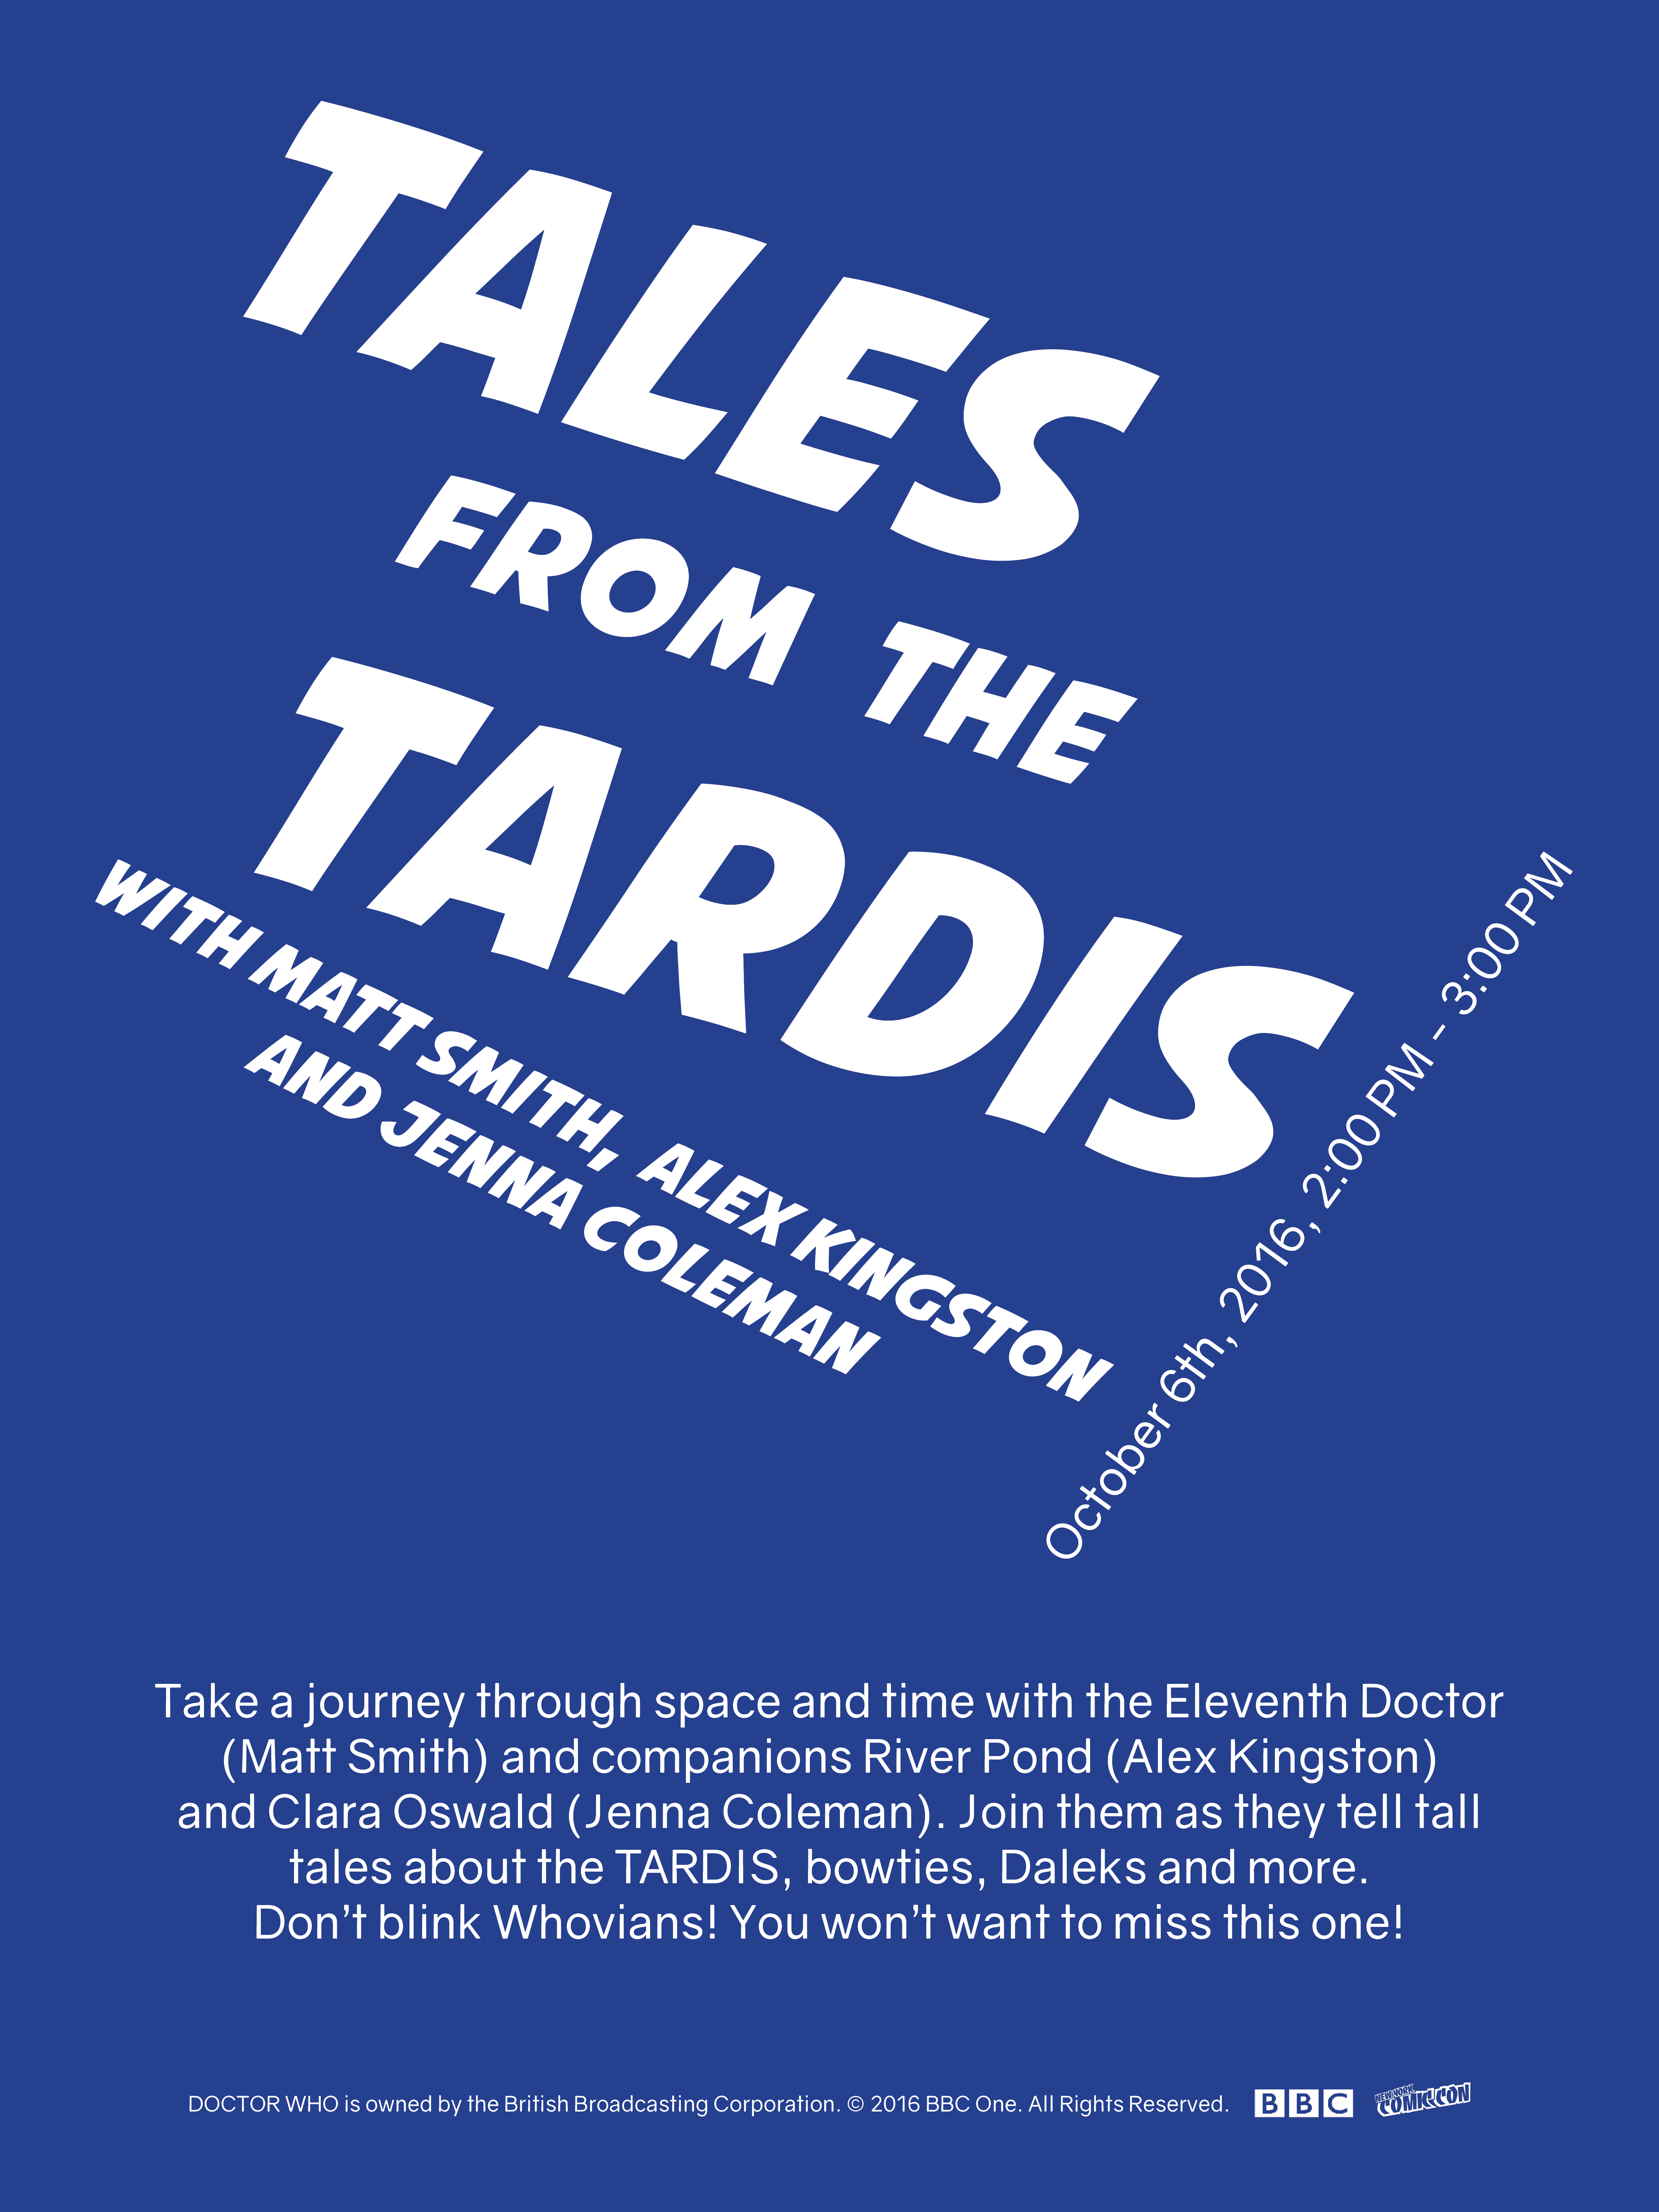 TALES
FROM THE
TARDIS
WITH MATT SMITH, ALEX KINGSTON
AND JENNA COLEMAN
October 6th, 2016, 2:00 PM – 3:00 PM
Take a journey through space and time with the Eleventh Doctor
(Matt Smith) and companions River Pond (Alex Kingston)
and Clara Oswald (Jenna Coleman). Join them as they tell tall
tales about the TARDIS, bowties, Daleks and more.
Don’t blink Whovians! You won’t want to miss this one!
DOCTOR WHO is owned by the British Broadcasting Corporation. © 2016 BBC One. All Rights Reserved.
BBC
NEW YORK
COMIC CON